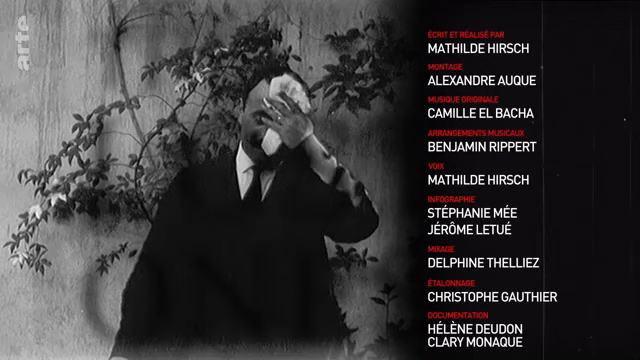 arte
ÉCRIT ET RÉALISÉ PAR
MATHILDE HIRSCH
MONTAGE
ALEXANDRE AUQUE
MUSIQUE ORIGINALE
CAMILLE EL BACHA
ARRANGEMENTS MUSICAUX
BENJAMIN RIPPERT
VOIX
MATHILDE HIRSCH
INFOGRAPHIE
STÉPHANIE MÉE
JÉRÔME LETUÉ
MIXAGE
DELPHINE THELLIEZ
ÉTALONNAGE
CHRISTOPHE GAUTHIER
DOCUMENTATION
HÉLÈNE DEUDON
CLARY MONAQUE